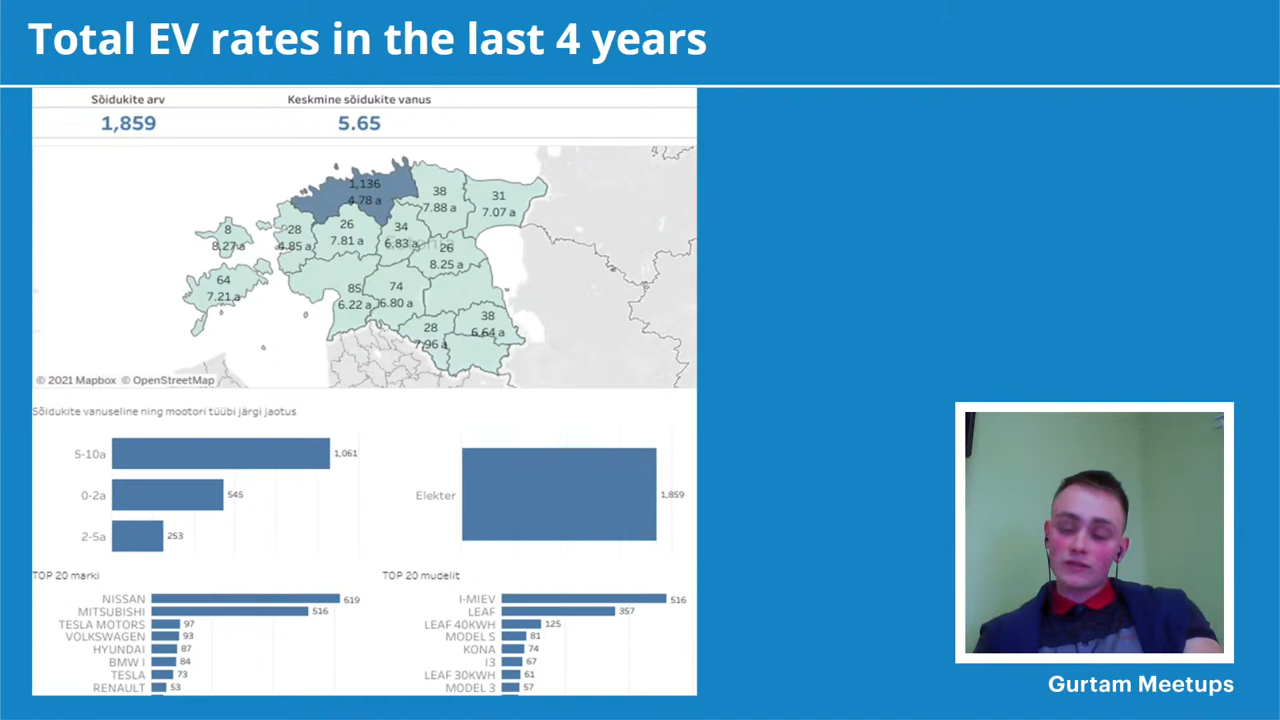 Total EV rates in the last 4 years
Sõidukite arv
Keskmine sõidukite vanus
1,859
5.65
1,136
4.78 a
38
7.88 a
31
7.07 a
8
8.27 a
28
4.85 a
26
7.81 a
34
6.83 a
26
8.25 a
64
7.21 a
85
6.22 a
74
6.80 a
38
6.64 a
28
7.96 a
© 2021 Mapbox © OpenStreetMap
Sõidukite vanuseline ning mootori tüübi järgi jaotus
5-10a 1,061
0-2a 545
2-5a 253
Elekter 1,859
TOP 20 marki
NISSAN 619
MITSUBISHI 516
TESLA MOTORS 97
VOLKSWAGEN 93
HYUNDAI 87
BMW I 84
TESLA 73
RENAULT 53
TOP 20 mudelit
I-MIEV 516
LEAF 357
LEAF 40KWH 125
MODEL S 81
KONA 74
I3 67
LEAF 30KWH 61
MODEL 3 57
Gurtam Meetups